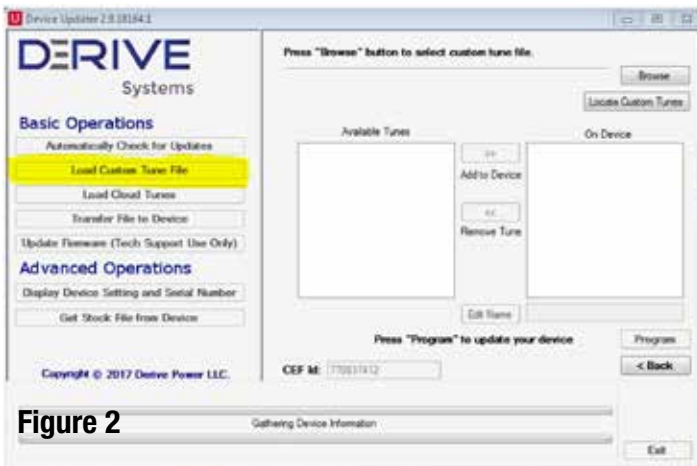 Device Updater 2.8.18184.1
DERIVE
Systems
Basic Operations
Automatically Check for Updates
Load Custom Tune File
Load Cloud Tunes
Transfer File to Device
Update Firmware (Tech Support Use Only)
Advanced Operations
Display Device Setting and Serial Number
Get Stock File from Device
Copyright © 2017 Derive Power LLC.
Press "Browse" button to select custom tune file.
Browse
Locate Custom Tunes
Available Tunes
On Device
>>
Add to Device
<<
Remove Tune
Edit Name
Press "Program" to update your device
Program
CEF Id:
< Back
Figure 2
Gathering Device Information
Exit